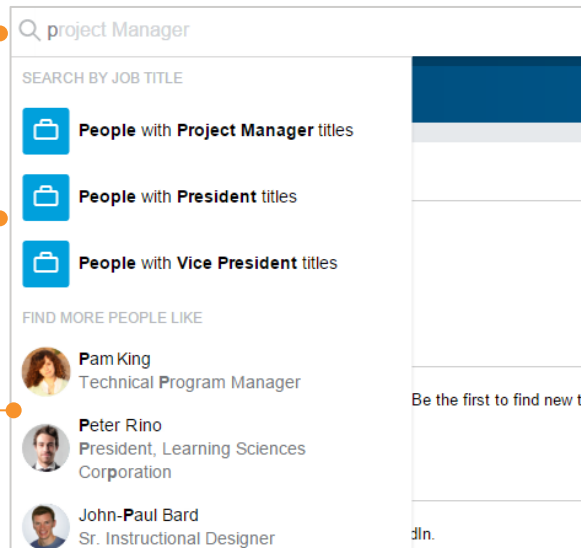 project Manager
SEARCH BY JOB TITLE
People with Project Manager titles
People with President titles
People with Vice President titles
FIND MORE PEOPLE LIKE
Pam King
Technical Program Manager
Be the first to find new t
Peter Rino
President, Learning Sciences
Corporation
John-Paul Bard
Sr. Instructional Designer
dIn.